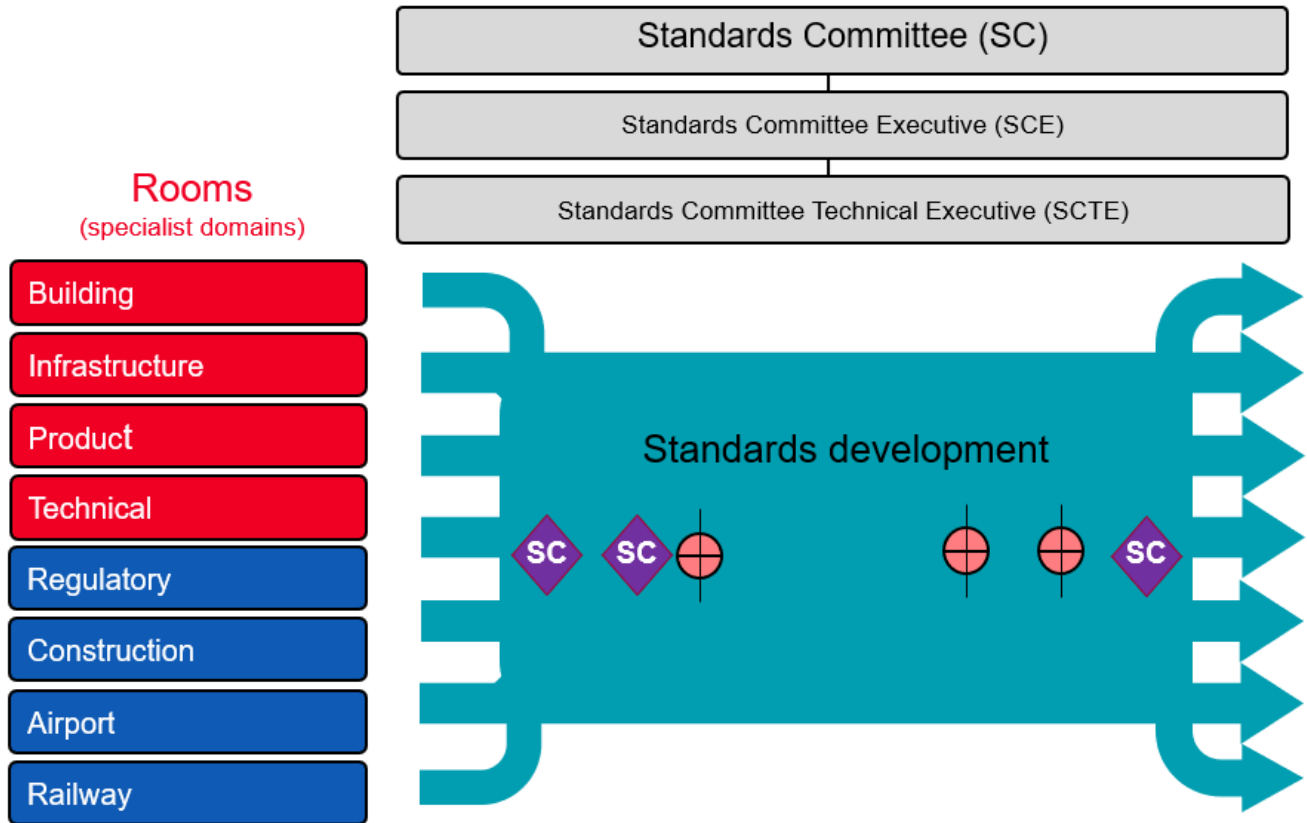 Standards Committee (SC)
Standards Committee Executive (SCE)
Standards Committee Technical Executive (SCTE)
Rooms
(specialist domains)
Building
Infrastructure
Product
Technical
Regulatory
Construction
Airport
Railway
Standards development
SC
SC
SC